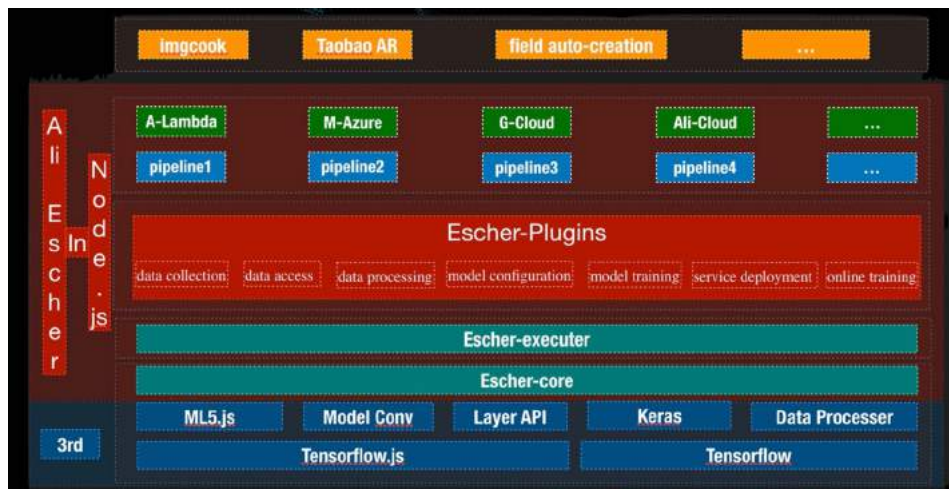 imgcook Taobao AR field auto-creation ...
A-Lambda M-Azure G-Cloud Ali-Cloud ...
pipeline1 pipeline2 pipeline3 pipeline4 ...
Ali Escher
In
Node.js
Escher-Plugins
data collection data access data processing model configuration model training service deployment online training
Escher-executer
Escher-core
ML5.js Model Conv Layer API Keras Data Processer
3rd
Tensorflow.js Tensorflow